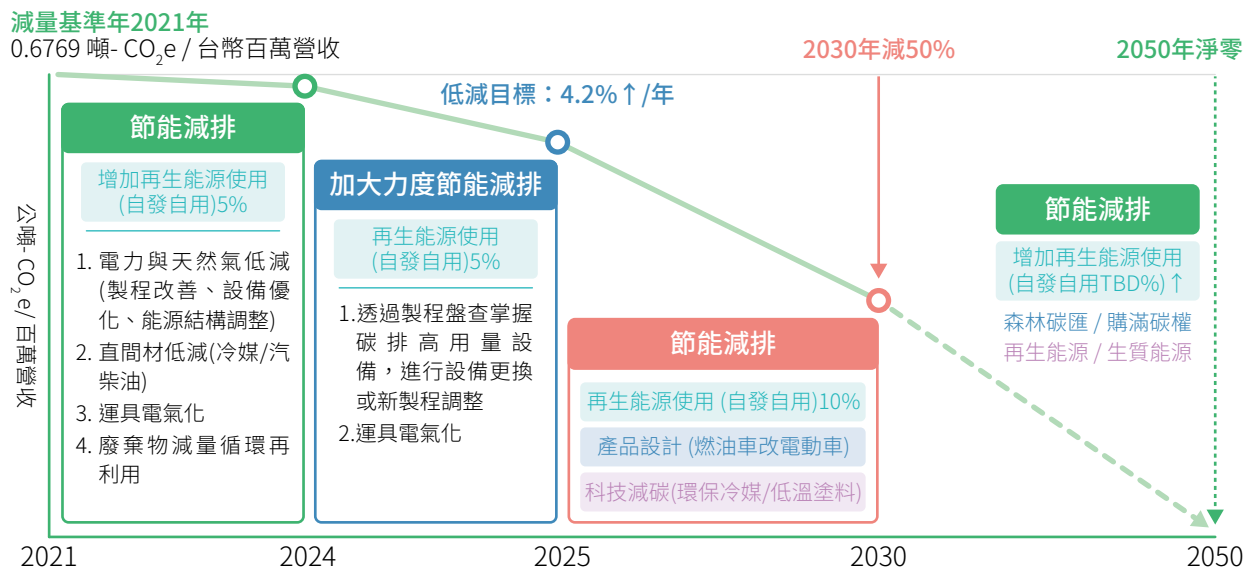 減量基準年2021年
0.6769 噸- CO₂e / 台幣百萬營收
2030年減50%
2050年淨零
低減目標：4.2%↑/年
公噸- CO₂e/ 百萬營收
節能減排
增加再生能源使用
(自發自用)5%
1. 電力與天然氣低減
(製程改善、設備優
化、能源結構調整)
2. 直間材低減(冷媒/汽
柴油)
3. 運具電氣化
4. 廢棄物減量循環再
利用
加大力度節能減排
再生能源使用
(自發自用)5%
1.透過製程盤查掌握
碳排高用量設
備，進行設備更換
或新製程調整
2.運具電氣化
節能減排
再生能源使用 (自發自用)10%
產品設計 (燃油車改電動車)
科技減碳(環保冷媒/低溫塗料)
節能減排
增加再生能源使用
(自發自用TBD%)↑
森林碳匯 / 購滿碳權
再生能源 / 生質能源
2021
2024
2025
2030
2050